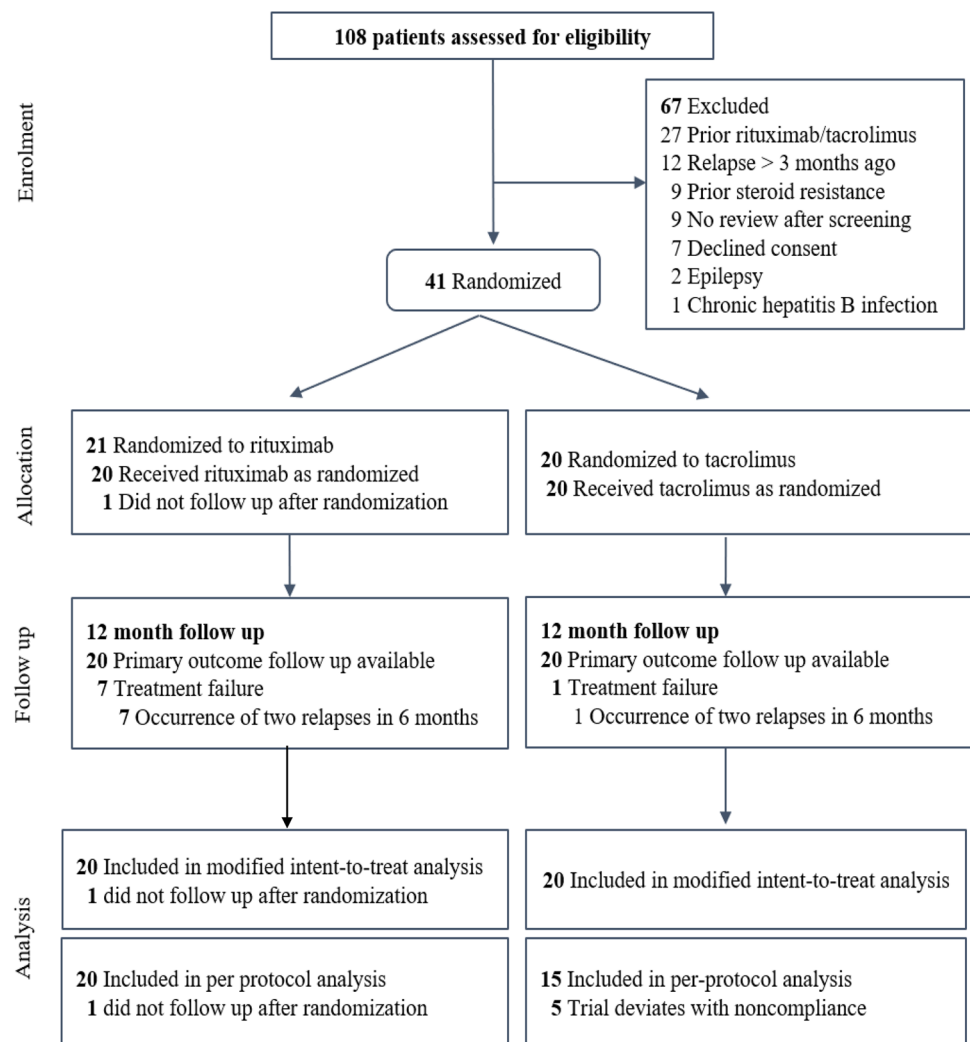 108 patients assessed for eligibility
Enrolment
67 Excluded
27 Prior rituximab/tacrolimus
12 Relapse > 3 months ago
9 Prior steroid resistance
9 No review after screening
7 Declined consent
2 Epilepsy
1 Chronic hepatitis B infection
41 Randomized
Allocation
21 Randomized to rituximab
20 Received rituximab as randomized
1 Did not follow up after randomization
20 Randomized to tacrolimus
20 Received tacrolimus as randomized
Follow up
12 month follow up
20 Primary outcome follow up available
7 Treatment failure
7 Occurrence of two relapses in 6 months
12 month follow up
20 Primary outcome follow up available
1 Treatment failure
1 Occurrence of two relapses in 6 months
Analysis
20 Included in modified intent-to-treat analysis
1 did not follow up after randomization
20 Included in modified intent-to-treat analysis
20 Included in per protocol analysis
1 did not follow up after randomization
15 Included in per-protocol analysis
5 Trial deviates with noncompliance